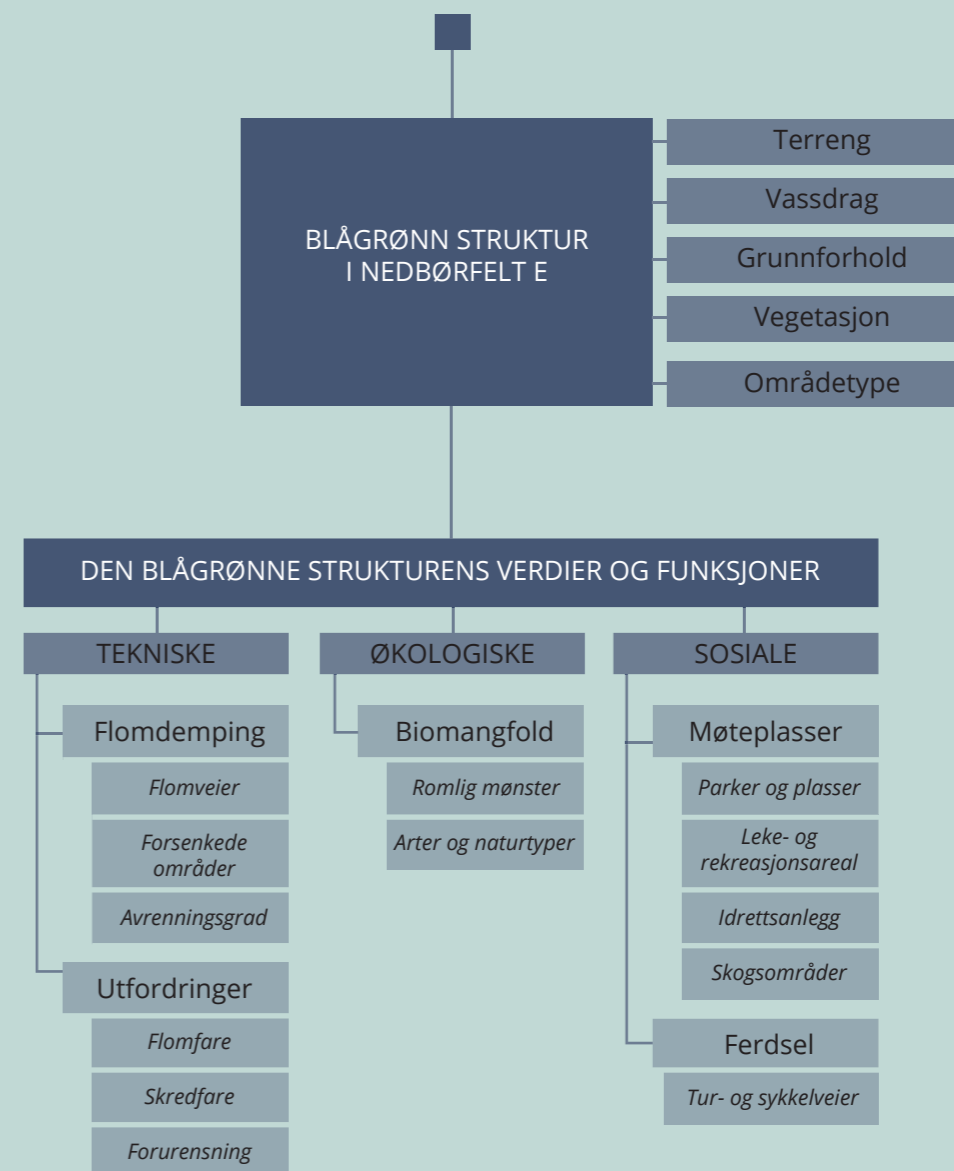 BLÅGRØNN STRUKTUR
I NEDBØRFELT E
Terreng
Vassdrag
Grunnforhold
Vegetasjon
Områdetype
DEN BLÅGRØNNE STRUKTURENS VERDIER OG FUNKSJONER
TEKNISKE
Flomdemping
Flomveier
Forsenkede
områder
Avrenningsgrad
Utfordringer
Flomfare
Skredfare
Forurensning
ØKOLOGISKE
Biomangfold
Romlig mønster
Arter og naturtyper
SOSIALE
Møteplasser
Parker og plasser
Leke- og
rekreasjonsareal
Idrettsanlegg
Skogsområder
Ferdsel
Tur- og sykkelveier